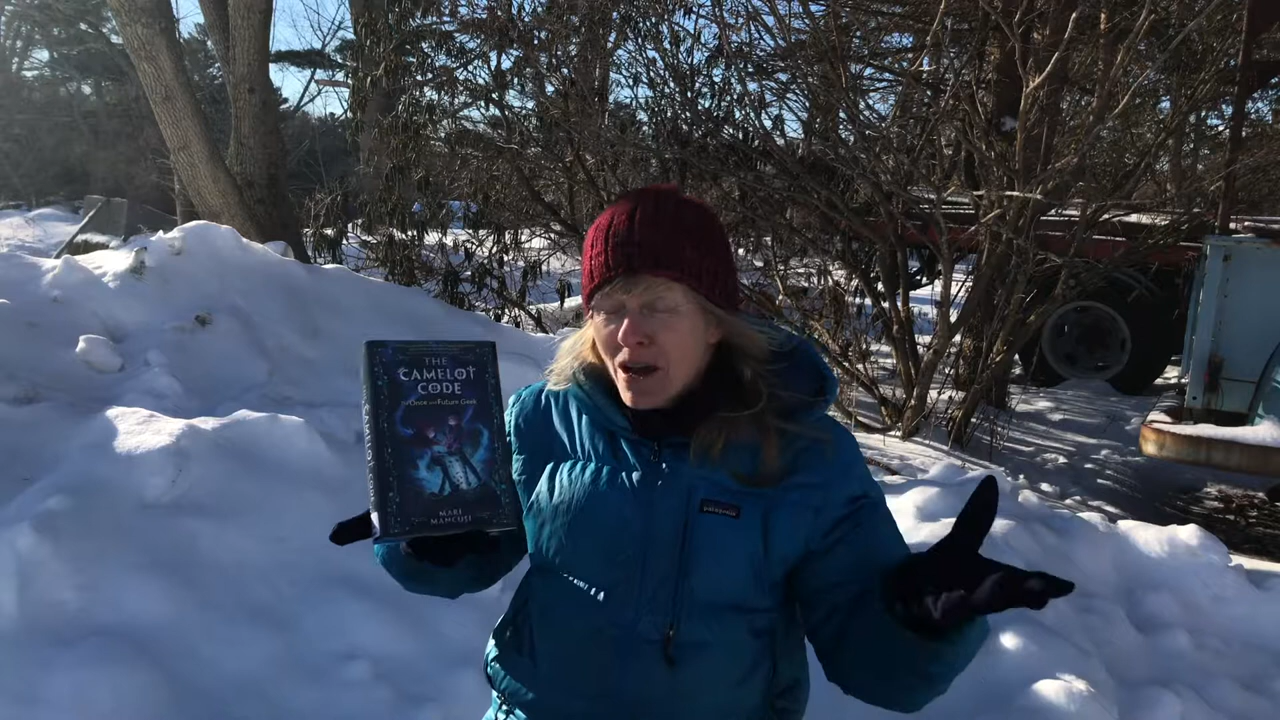 THE
CAMELOT
CODE
The Once and Future Geek
MARI
MANCUSI
patagonia